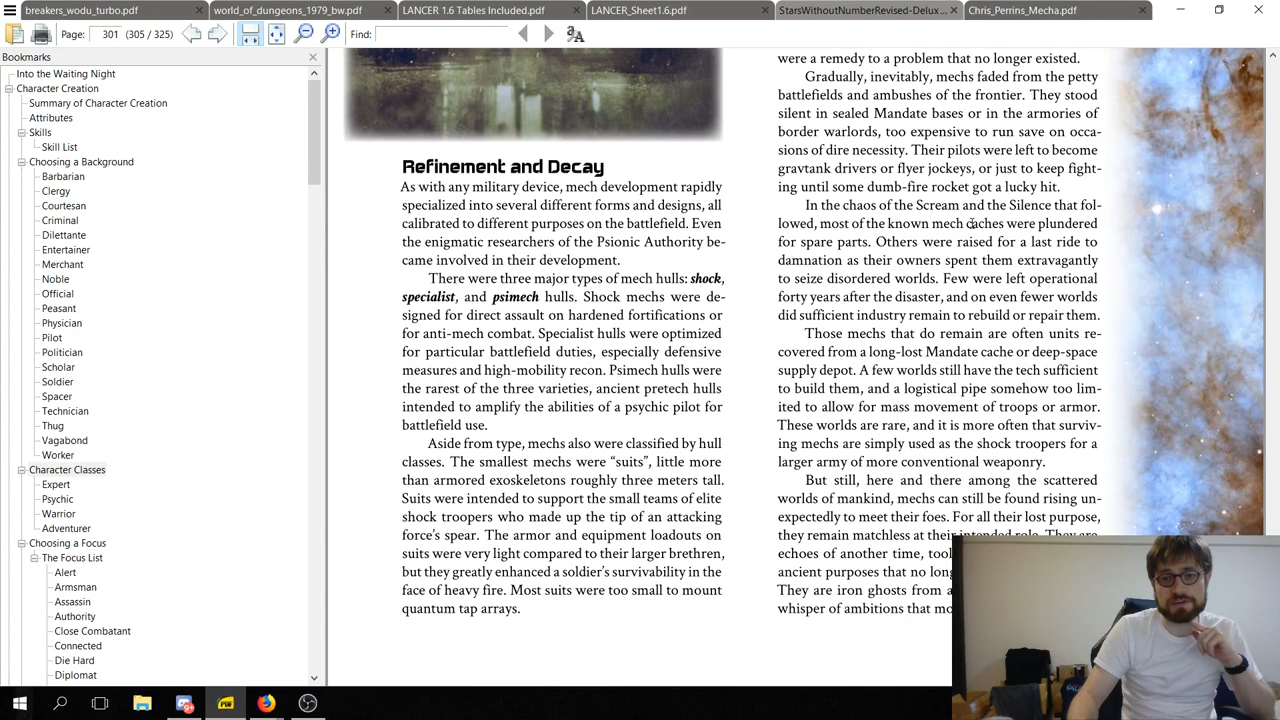 breakers_wodu_turbo.pdf
world_of_dungeons_1979_bw.pdf
LANCER 1.6 Tables Included.pdf
LANCER_Sheet1.6.pdf
StarsWithoutNumberRevised-Delux...
Chris_Perrins_Mecha.pdf
Page: 301 (305 / 325)
Find:
Bookmarks
Into the Waiting Night
Character Creation
Summary of Character Creation
Attributes
Skills
Skill List
Choosing a Background
Barbarian
Clergy
Courtesan
Criminal
Dilettante
Entertainer
Merchant
Noble
Official
Peasant
Physician
Pilot
Politician
Scholar
Soldier
Spacer
Technician
Thug
Vagabond
Worker
Character Classes
Expert
Psychic
Warrior
Adventurer
Choosing a Focus
The Focus List
Alert
Armsman
Assassin
Authority
Close Combatant
Connected
Die Hard
Diplomat
Refinement and Decay
As with any military device, mech development rapidly
specialized into several different forms and designs, all
calibrated to different purposes on the battlefield. Even
the enigmatic researchers of the Psionic Authority be-
came involved in their development.
There were three major types of mech hulls: shock,
specialist, and psimech hulls. Shock mechs were de-
signed for direct assault on hardened fortifications or
for anti-mech combat. Specialist hulls were optimized
for particular battlefield duties, especially defensive
measures and high-mobility recon. Psimech hulls were
the rarest of the three varieties, ancient pretech hulls
intended to amplify the abilities of a psychic pilot for
battlefield use.
Aside from type, mechs also were classified by hull
classes. The smallest mechs were “suits”, little more
than armored exoskeletons roughly three meters tall.
Suits were intended to support the small teams of elite
shock troopers who made up the tip of an attacking
force’s spear. The armor and equipment loadouts on
suits were very light compared to their larger brethren,
but they greatly enhanced a soldier’s survivability in the
face of heavy fire. Most suits were too small to mount
quantum tap arrays.
were a remedy to a problem that no longer existed.
Gradually, inevitably, mechs faded from the petty
battlefields and ambushes of the frontier. They stood
silent in sealed Mandate bases or in the armories of
border warlords, too expensive to run save on occa-
sions of dire necessity. Their pilots were left to become
gravtank drivers or flyer jockeys, or just to keep fight-
ing until some dumb-fire rocket got a lucky hit.
In the chaos of the Scream and the Silence that fol-
lowed, most of the known mech caches were plundered
for spare parts. Others were raised for a last ride to
damnation as their owners spent them extravagantly
to seize disordered worlds. Few were left operational
forty years after the disaster, and on even fewer worlds
did sufficient industry remain to rebuild or repair them.
Those mechs that do remain are often units re-
covered from a long-lost Mandate cache or deep-space
supply depot. A few worlds still have the tech sufficient
to build them, and a logistical pipe somehow too lim-
ited to allow for mass movement of troops or armor.
These worlds are rare, and it is more often that surviv-
ing mechs are simply used as the shock troopers for a
larger army of more conventional weaponry.
But still, here and there among the scattered
worlds of mankind, mechs can still be found rising un-
expectedly to meet their foes. For all their lost purpose,
they remain matchless at their intended role. They are
echoes of another time, tool
ancient purposes that no long
They are iron ghosts from a
whisper of ambitions that mo